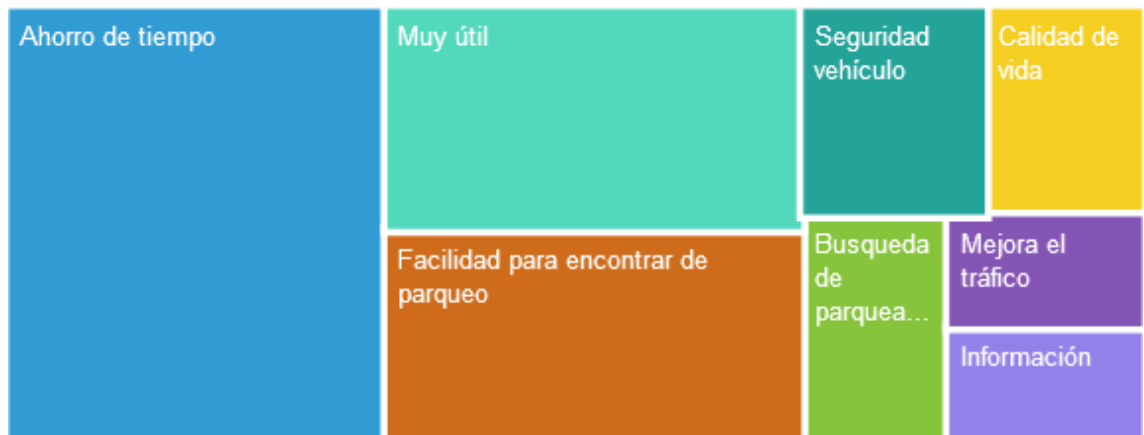 Ahorro de tiempo
Muy útil
Seguridad
vehículo
Calidad de
vida
Facilidad para encontrar de
parqueo
Busqueda
de
parquea...
Mejora el
tráfico
Información